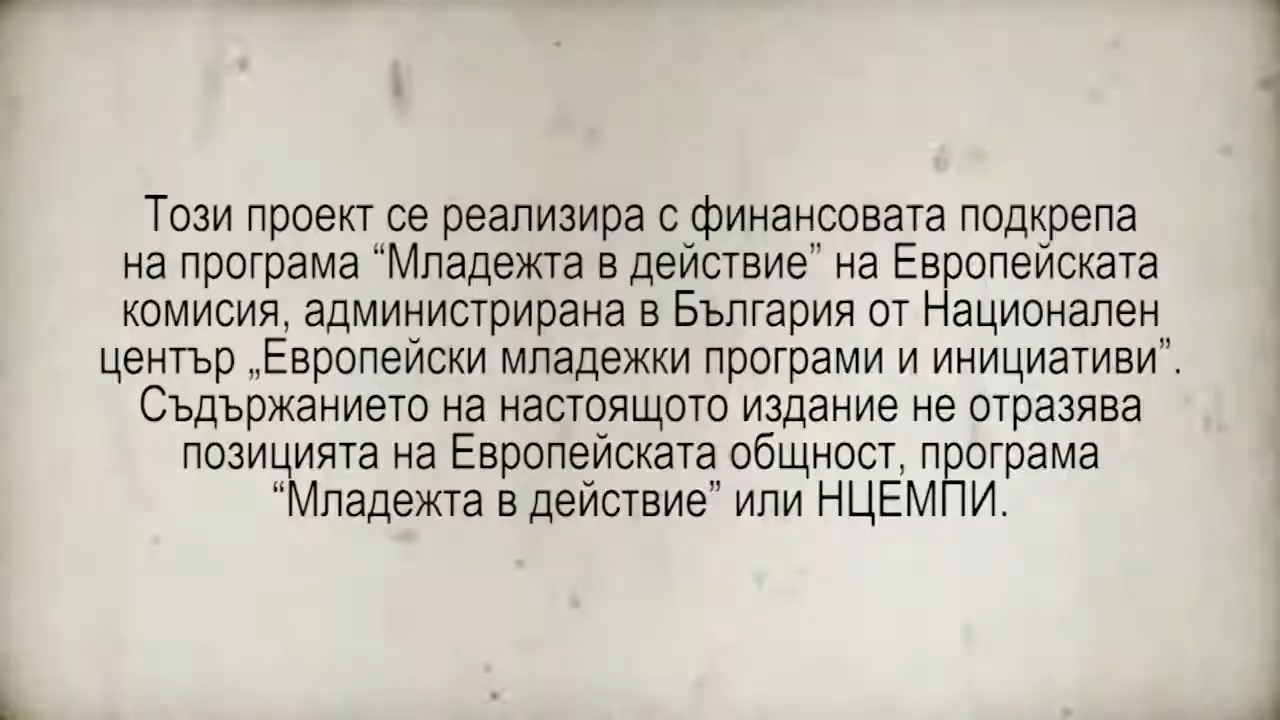 Този проект се реализира с финансовата подкрепа
на програма “Младежта в действие” на Европейската
комисия, администрирана в България от Национален
център „Европейски младежки програми и инициативи”.
Съдържанието на настоящото издание не отразява
позицията на Европейската общност, програма
“Младежта в действие” или НЦЕМПИ.